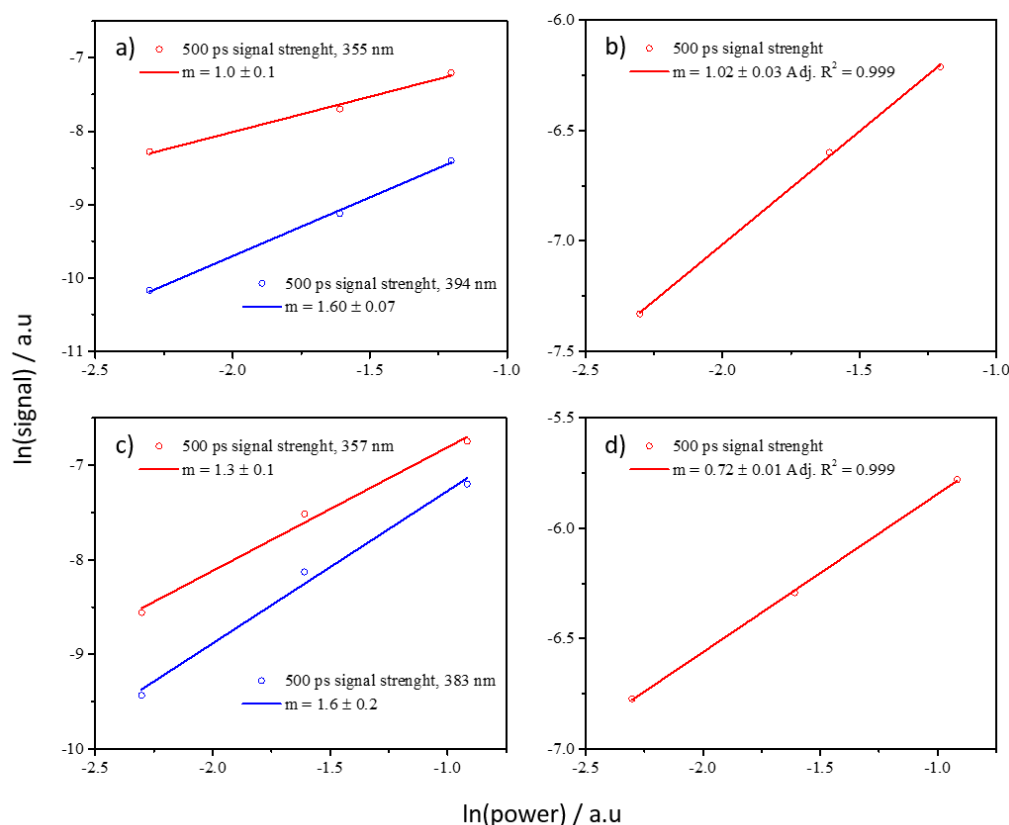 a)
500 ps signal strenght, 355 nm
m = 1.0 ± 0.1
500 ps signal strenght, 394 nm
m = 1.60 ± 0.07
-7
-8
-9
-10
-11
-2.5
-2.0
-1.5
-1.0
b)
500 ps signal strenght
m = 1.02 ± 0.03 Adj. R² = 0.999
-6.0
-6.5
-7.0
-7.5
-2.5
-2.0
-1.5
-1.0
ln(signal) / a.u
c)
500 ps signal strenght, 357 nm
m = 1.3 ± 0.1
500 ps signal strenght, 383 nm
m = 1.6 ± 0.2
-7
-8
-9
-10
-2.5
-2.0
-1.5
-1.0
d)
500 ps signal strenght
m = 0.72 ± 0.01 Adj. R² = 0.999
-5.5
-6.0
-6.5
-7.0
-2.5
-2.0
-1.5
-1.0
ln(power) / a.u